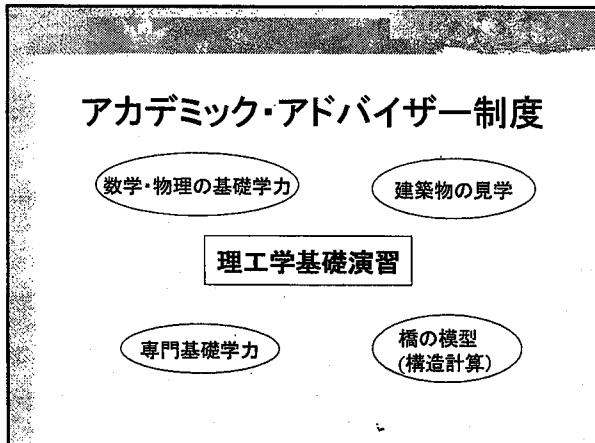 アカデミック・アドバイザー制度
数学・物理の基礎学力
建築物の見学
理工学基礎演習
専門基礎学力
橋の模型
(構造計算)